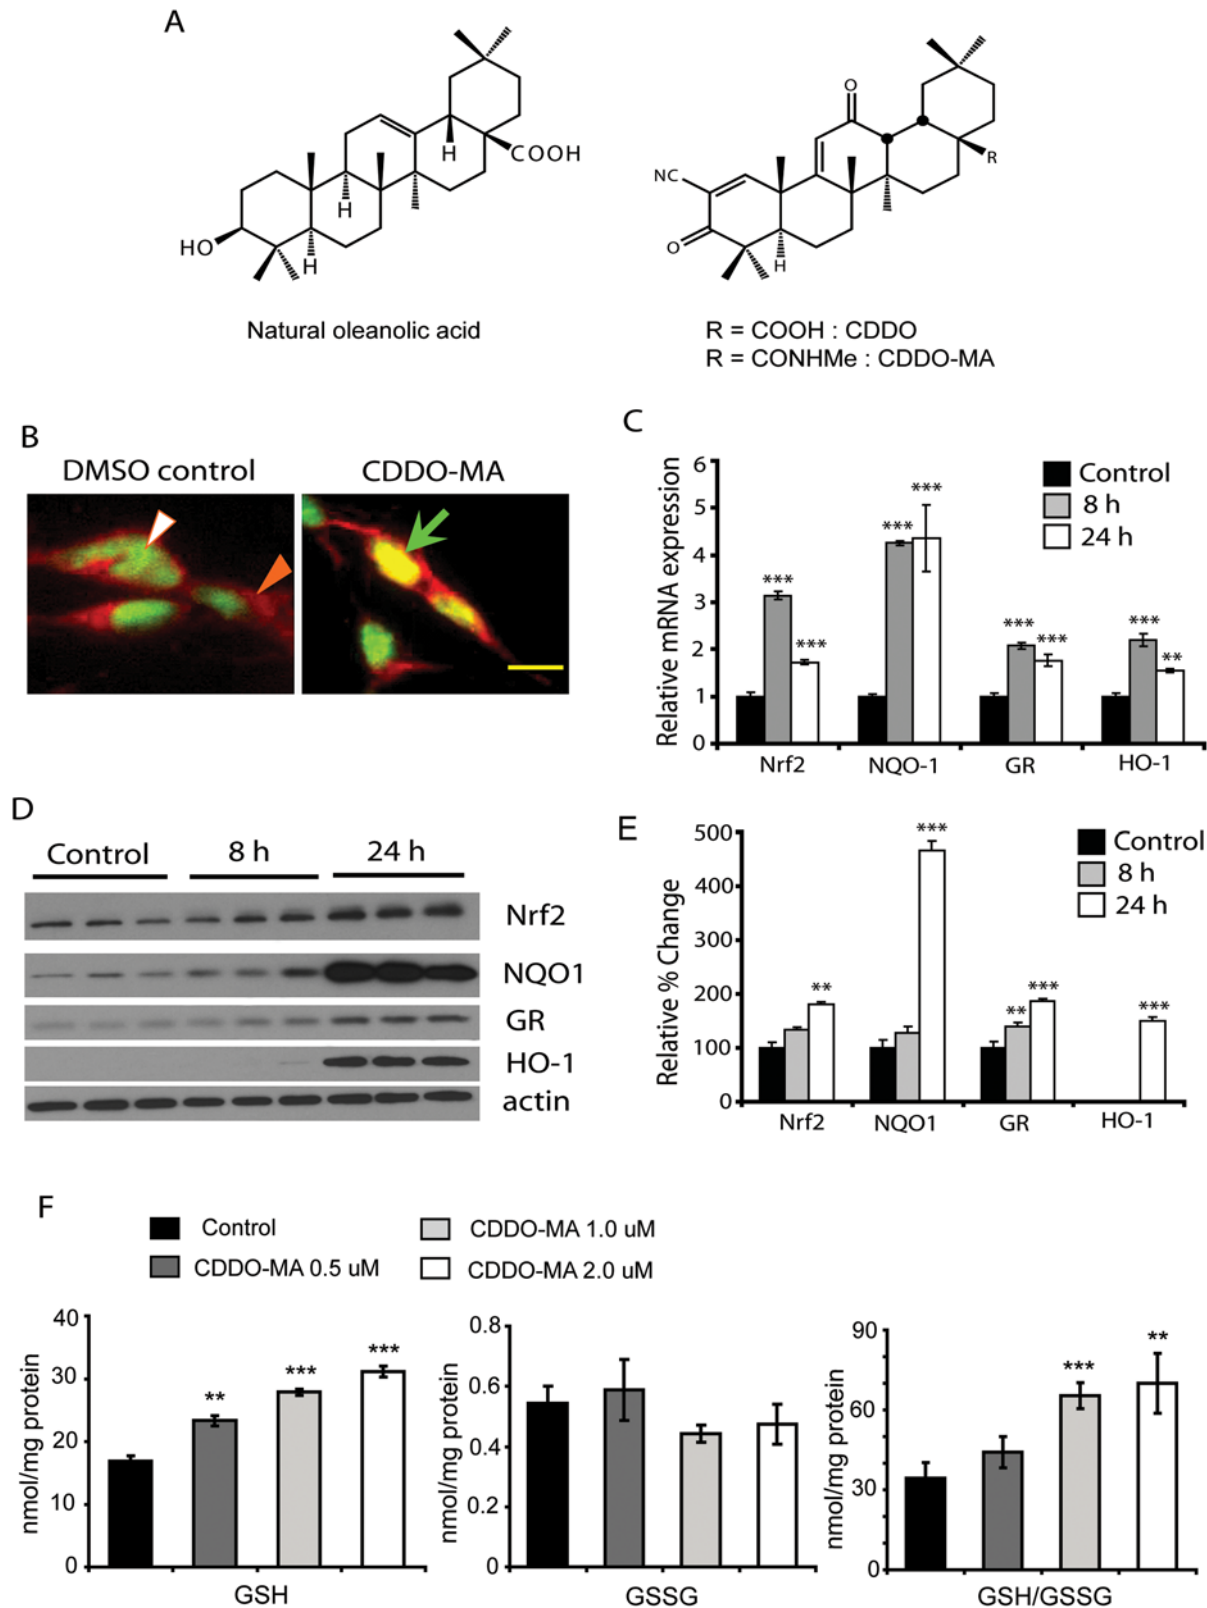 A
HO
H
H
H
COOH
Natural oleanolic acid
O
NC
O
H
R
R = COOH : CDDO
R = CONHMe : CDDO-MA
B
DMSO control
CDDO-MA
C
Relative mRNA expression
6
5
4
3
2
1
0
Control
8 h
24 h
***
***
***
***
***
***
***
**
Nrf2
NQO-1
GR
HO-1
D
Control
8 h
24 h
Nrf2
NQO1
GR
HO-1
actin
E
Relative % Change
500
400
300
200
100
0
Control
8 h
24 h
**
***
**
***
***
Nrf2
NQO1
GR
HO-1
F
Control
CDDO-MA 0.5 uM
CDDO-MA 1.0 uM
CDDO-MA 2.0 uM
nmol/mg protein
40
30
20
10
0
**
***
***
GSH
nmol/mg protein
0.8
0.6
0.4
0.2
0
GSSG
nmol/mg protein
90
60
30
0
***
**
GSH/GSSG